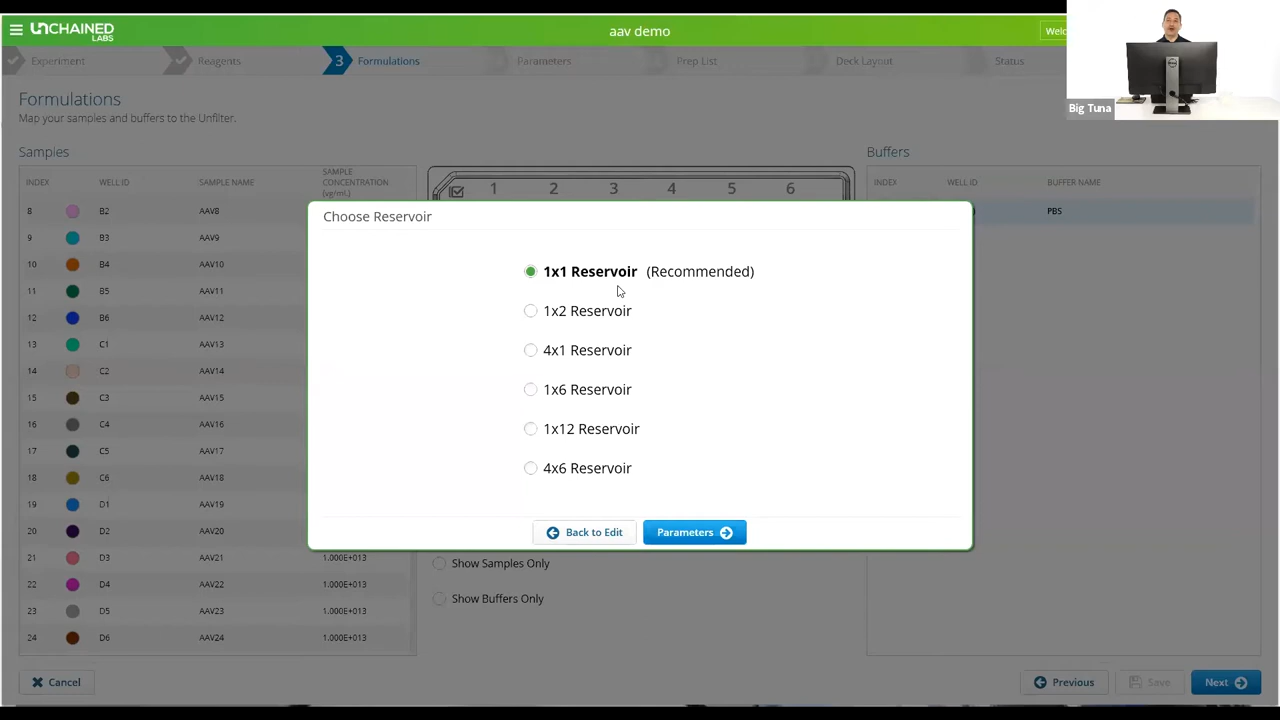 UNCHAINED LABS
aav demo
Welc
Experiment
Reagents
3 Formulations
Parameters
Prep List
Deck Layout
Status
Big Tuna
Formulations
Map your samples and buffers to the Unfilter.
Samples
INDEX WELL ID SAMPLE NAME SAMPLE CONCENTRATION (vg/mL)
8 B2 AAV8
9 B3 AAV9
10 B4 AAV10
11 B5 AAV11
12 B6 AAV12
13 C1 AAV13
14 C2 AAV14
15 C3 AAV15
16 C4 AAV16
17 C5 AAV17
18 C6 AAV18
19 D1 AAV19
20 D2 AAV20
21 D3 AAV21 1.000E+013
22 D4 AAV22 1.000E+013
23 D5 AAV23 1.000E+013
24 D6 AAV24 1.000E+013
1 2 3 4 5 6
Buffers
INDEX WELL ID BUFFER NAME
PBS
Choose Reservoir
1x1 Reservoir (Recommended)
1x2 Reservoir
4x1 Reservoir
1x6 Reservoir
1x12 Reservoir
4x6 Reservoir
Back to Edit
Parameters
Show Samples Only
Show Buffers Only
Cancel
Previous
Save
Next